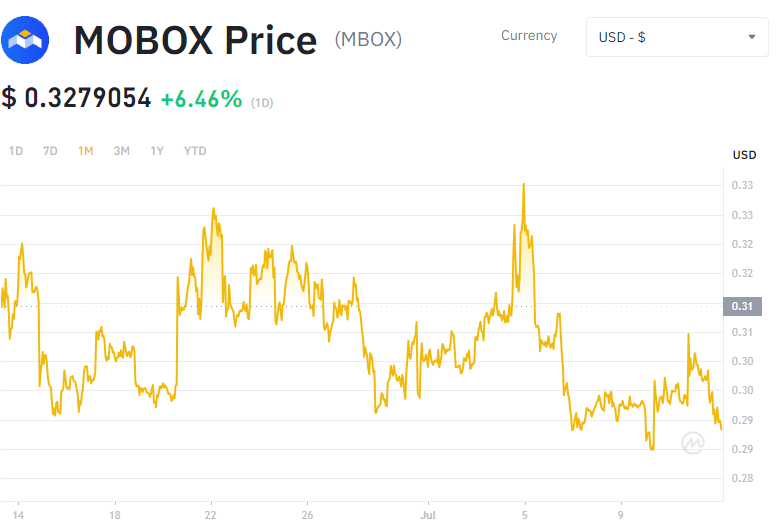 MOBOX Price (MBOX)
Currency
USD - $
$ 0.3279054 +6.46% (1D)
1D 7D 1M 3M 1Y YTD
USD
0.33
0.33
0.32
0.32
0.31
0.31
0.30
0.30
0.29
0.29
0.28
14 18 22 26 Jul 5 9